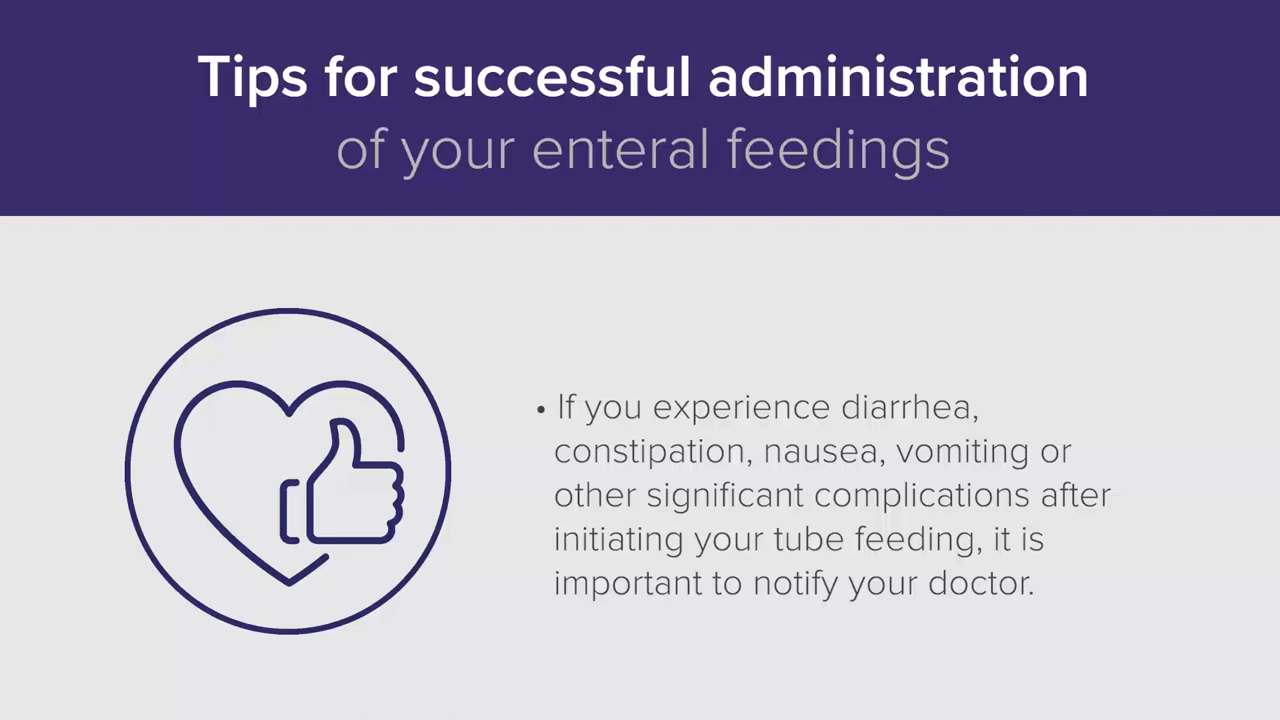 Tips for successful administration
of your enteral feedings
• If you experience diarrhea,
constipation, nausea, vomiting or
other significant complications after
initiating your tube feeding, it is
important to notify your doctor.